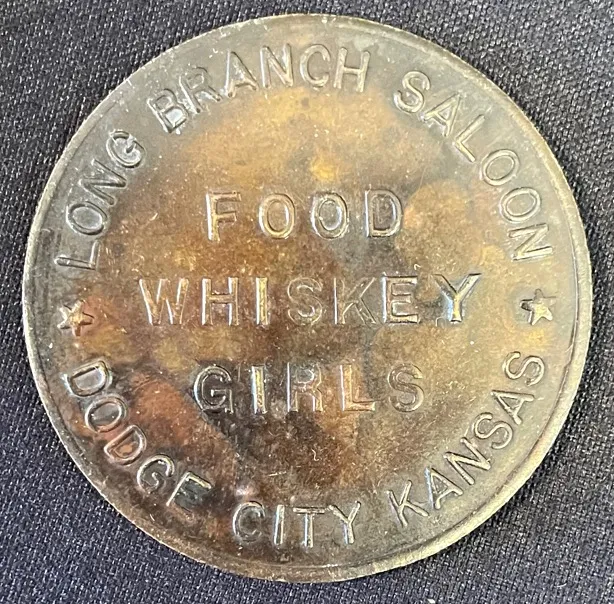 LONG BRANCH SALOON
FOOD
WHISKEY
GIRLS
DODGE CITY KANSAS